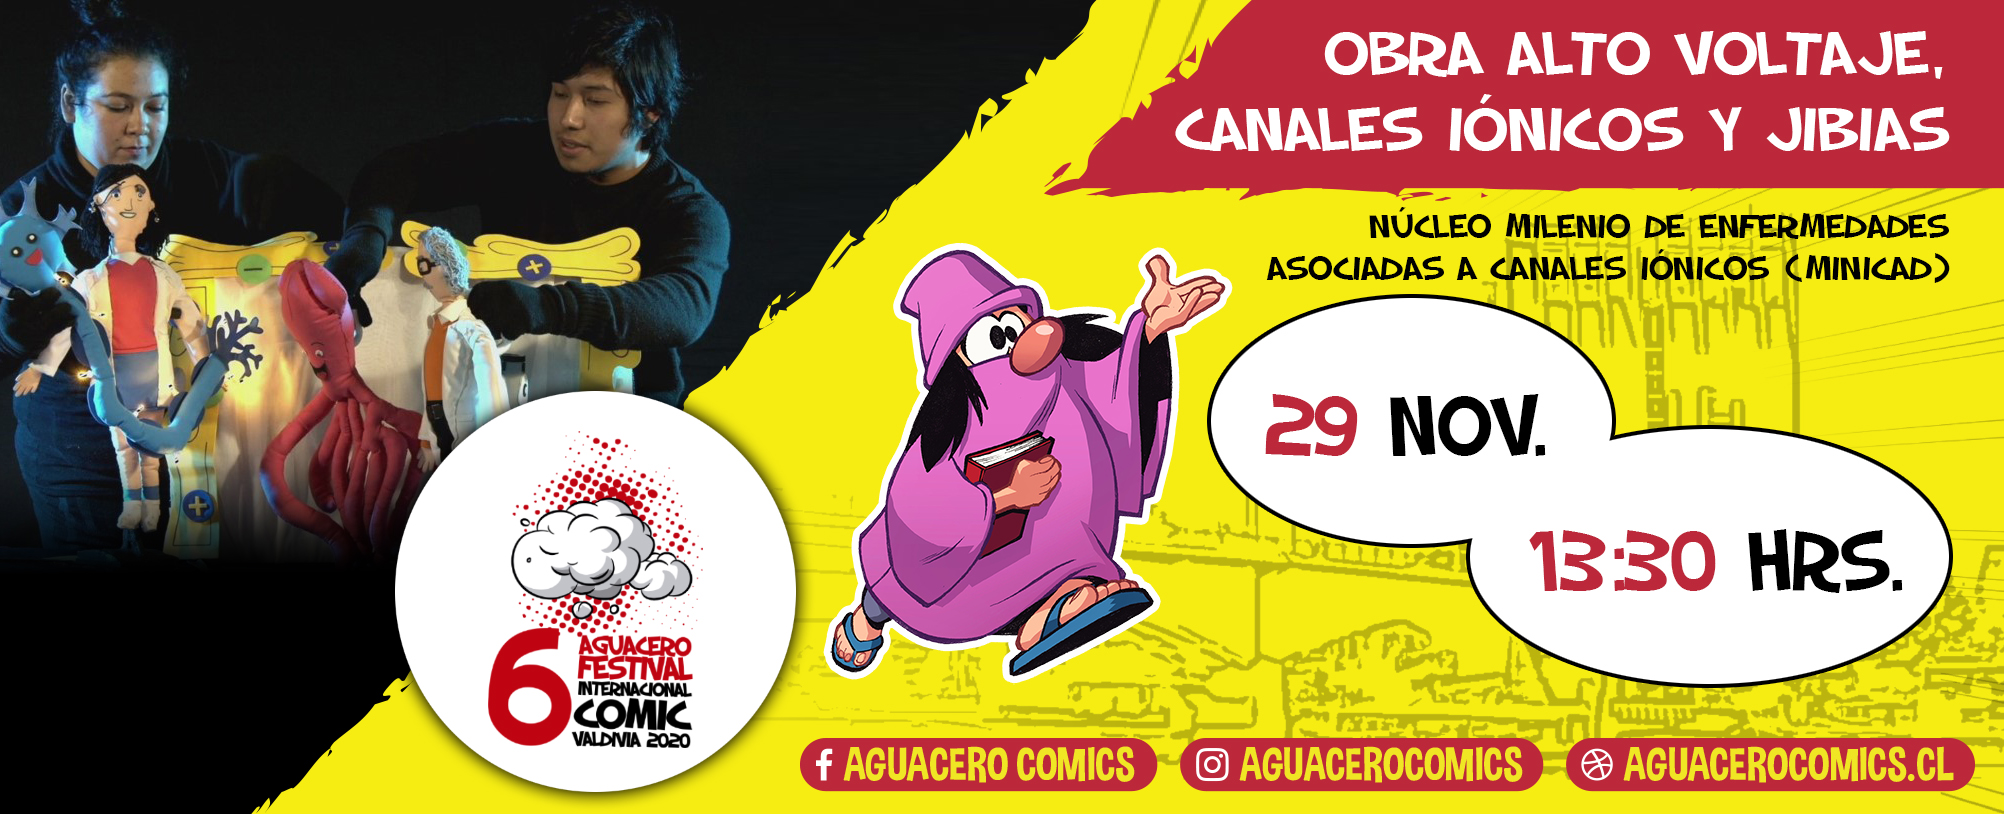 OBRA ALTO VOLTAJE,
CANALES IÓNICOS Y JIBIAS
NÚCLEO MILENIO DE ENFERMEDADES
ASOCIADAS A CANALES IÓNICOS (MINICAD)
29 NOV.
13:30 HRS.
6
AGUACERO
FESTIVAL
INTERNACIONAL
COMIC
VALDIVIA 2020
AGUACERO COMICS
AGUACEROCOMICS
AGUACEROCOMICS.CL